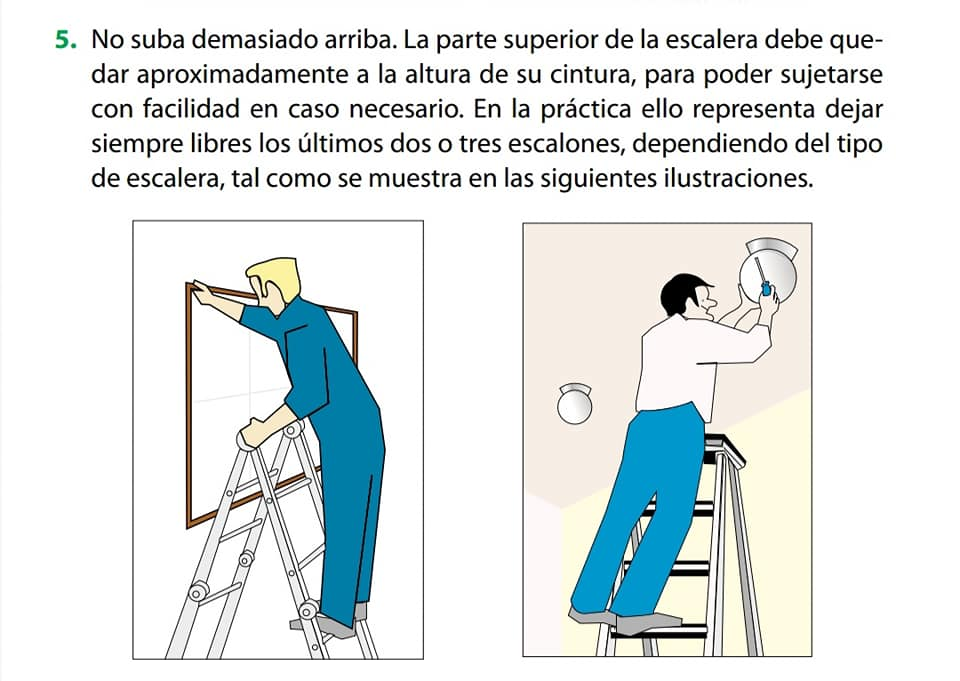 5. No suba demasiado arriba. La parte superior de la escalera debe que-
dar aproximadamente a la altura de su cintura, para poder sujetarse
con facilidad en caso necesario. En la práctica ello representa dejar
siempre libres los últimos dos o tres escalones, dependiendo del tipo
de escalera, tal como se muestra en las siguientes ilustraciones.